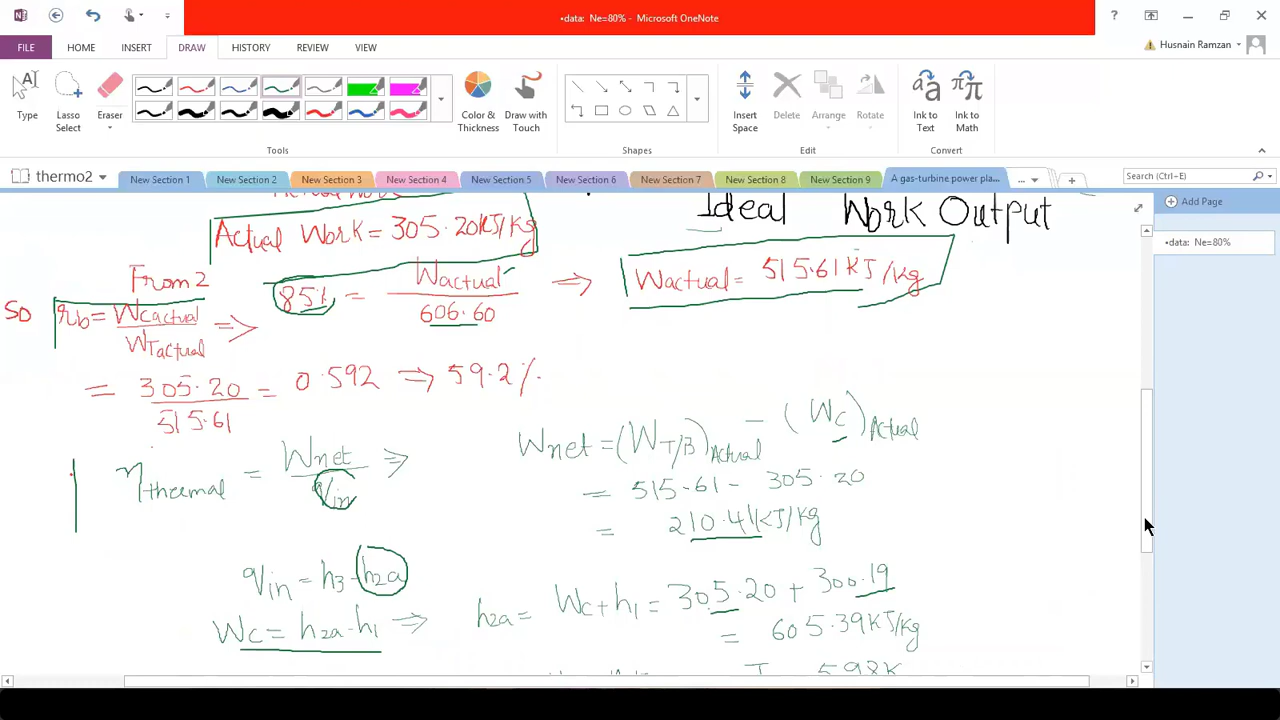 •data: Ne=80% - Microsoft OneNote
Husnain Ramzan
FILE HOME INSERT DRAW HISTORY REVIEW VIEW
Type Lasso Select Eraser Color & Thickness Draw with Touch Insert Space Delete Arrange Rotate Ink to Text Ink to Math
Tools Shapes Edit Convert
thermo2 New Section 1 New Section 2 New Section 3 New Section 4 New Section 5 New Section 6 New Section 7 New Section 8 New Section 9 A gas-turbine power pla... Search (Ctrl+E)
Add Page
•data: Ne=80%
Ideal Work Output
Actual Work = 305.20KJ/Kg
From 2
85% = Wactual / 606.60 => Wactual = 515.61KJ/Kg
So rb = Wcactual / WTactual =>
= 305.20 / 515.61 = 0.592 → 59.2%
ηthermal = Wnet / qin => Wnet = (WT/B)Actual - (Wc)Actual
= 515.61 - 305.20
= 210.41KJ/Kg
qin = h3 - h2a
Wc = h2a - h1 => h2a = Wc + h1 = 305.20 + 300.19
= 605.39KJ/Kg
598K